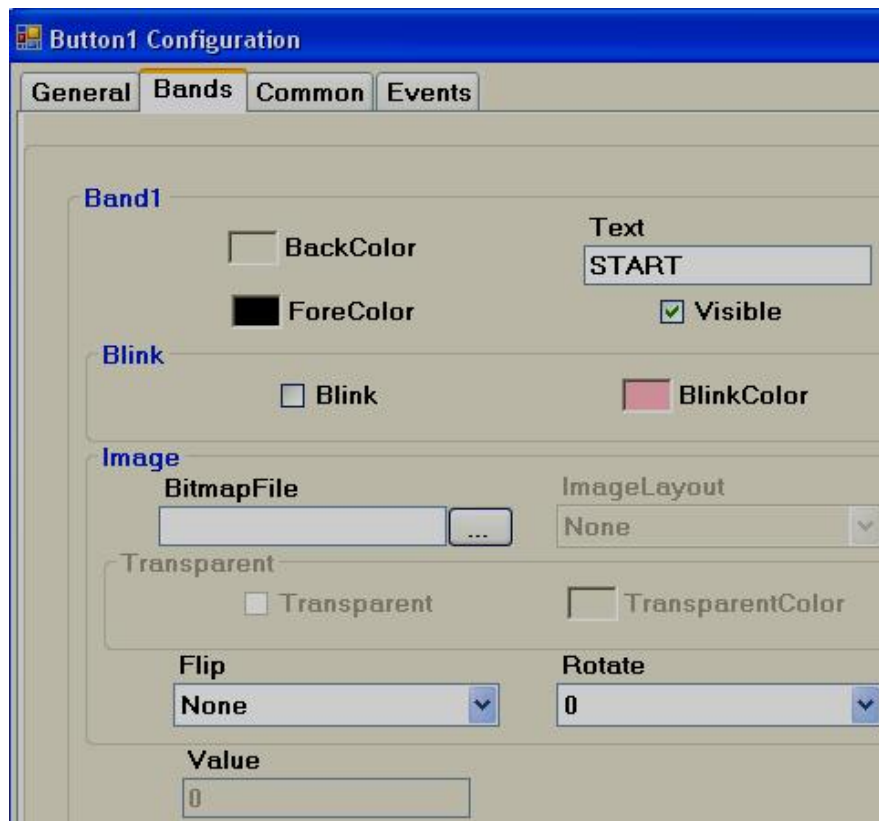 Button1 Configuration
General Bands Common Events
Band1
BackColor
Text
START
ForeColor
Visible
Blink
Blink
BlinkColor
Image
BitmapFile
ImageLayout
...
None
Transparent
Transparent
TransparentColor
Flip
Rotate
None
0
Value
0